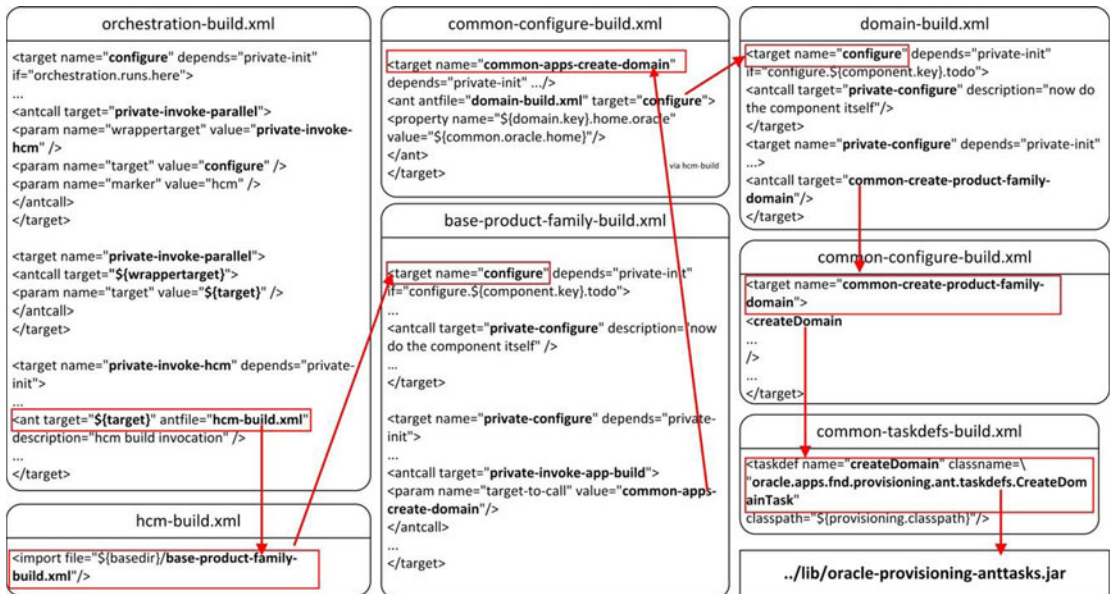 orchestration-build.xml
<target name="configure" depends="private-init"
if="orchestration.runs.here">
...
<antcall target="private-invoke-parallel">
<param name="wrappertarget" value="private-invoke-
hcm" />
<param name="target" value="configure" />
<param name="marker" value="hcm" />
</antcall>
</target>
<target name="private-invoke-parallel">
<antcall target="${wrappertarget}">
<param name="target" value="${target}" />
</antcall>
</target>
<target name="private-invoke-hcm" depends="private-
init">
...
<ant target="${target}" antfile="hcm-build.xml"
description="hcm build invocation" />
...
</target>
hcm-build.xml
<import file="${basedir}/base-product-family-
build.xml"/>
common-configure-build.xml
<target name="common-apps-create-domain"
depends="private-init" .../>
<ant antfile="domain-build.xml" target="configure">
<property name="${domain.key}.home.oracle"
value="${common.oracle.home}"/>
</ant>
via hcm-build
</target>
base-product-family-build.xml
<target name="configure" depends="private-init"
if="configure.${component.key}.todo">
...
<antcall target="private-configure" description="now
do the component itself" />
...
</target>
<target name="private-configure" depends="private-
init">
...
<antcall target="private-invoke-app-build">
<param name="target-to-call" value="common-apps-
create-domain"/>
</antcall>
...
</target>
domain-build.xml
<target name="configure" depends="private-init"
if="configure.${component.key}.todo">
<antcall target="private-configure" description="now do
the component itself"/>
</target>
<target name="private-configure" depends="private-init"
...>
<antcall target="common-create-product-family-
domain"/>
</target>
common-configure-build.xml
<target name="common-create-product-family-
domain">
<createDomain
...
/>
...
</target>
common-taskdefs-build.xml
<taskdef name="createDomain" classname=\
"oracle.apps.fnd.provisioning.ant.taskdefs.CreateDom
ainTask"
classpath="${provisioning.classpath}"/>
../lib/oracle-provisioning-anttasks.jar